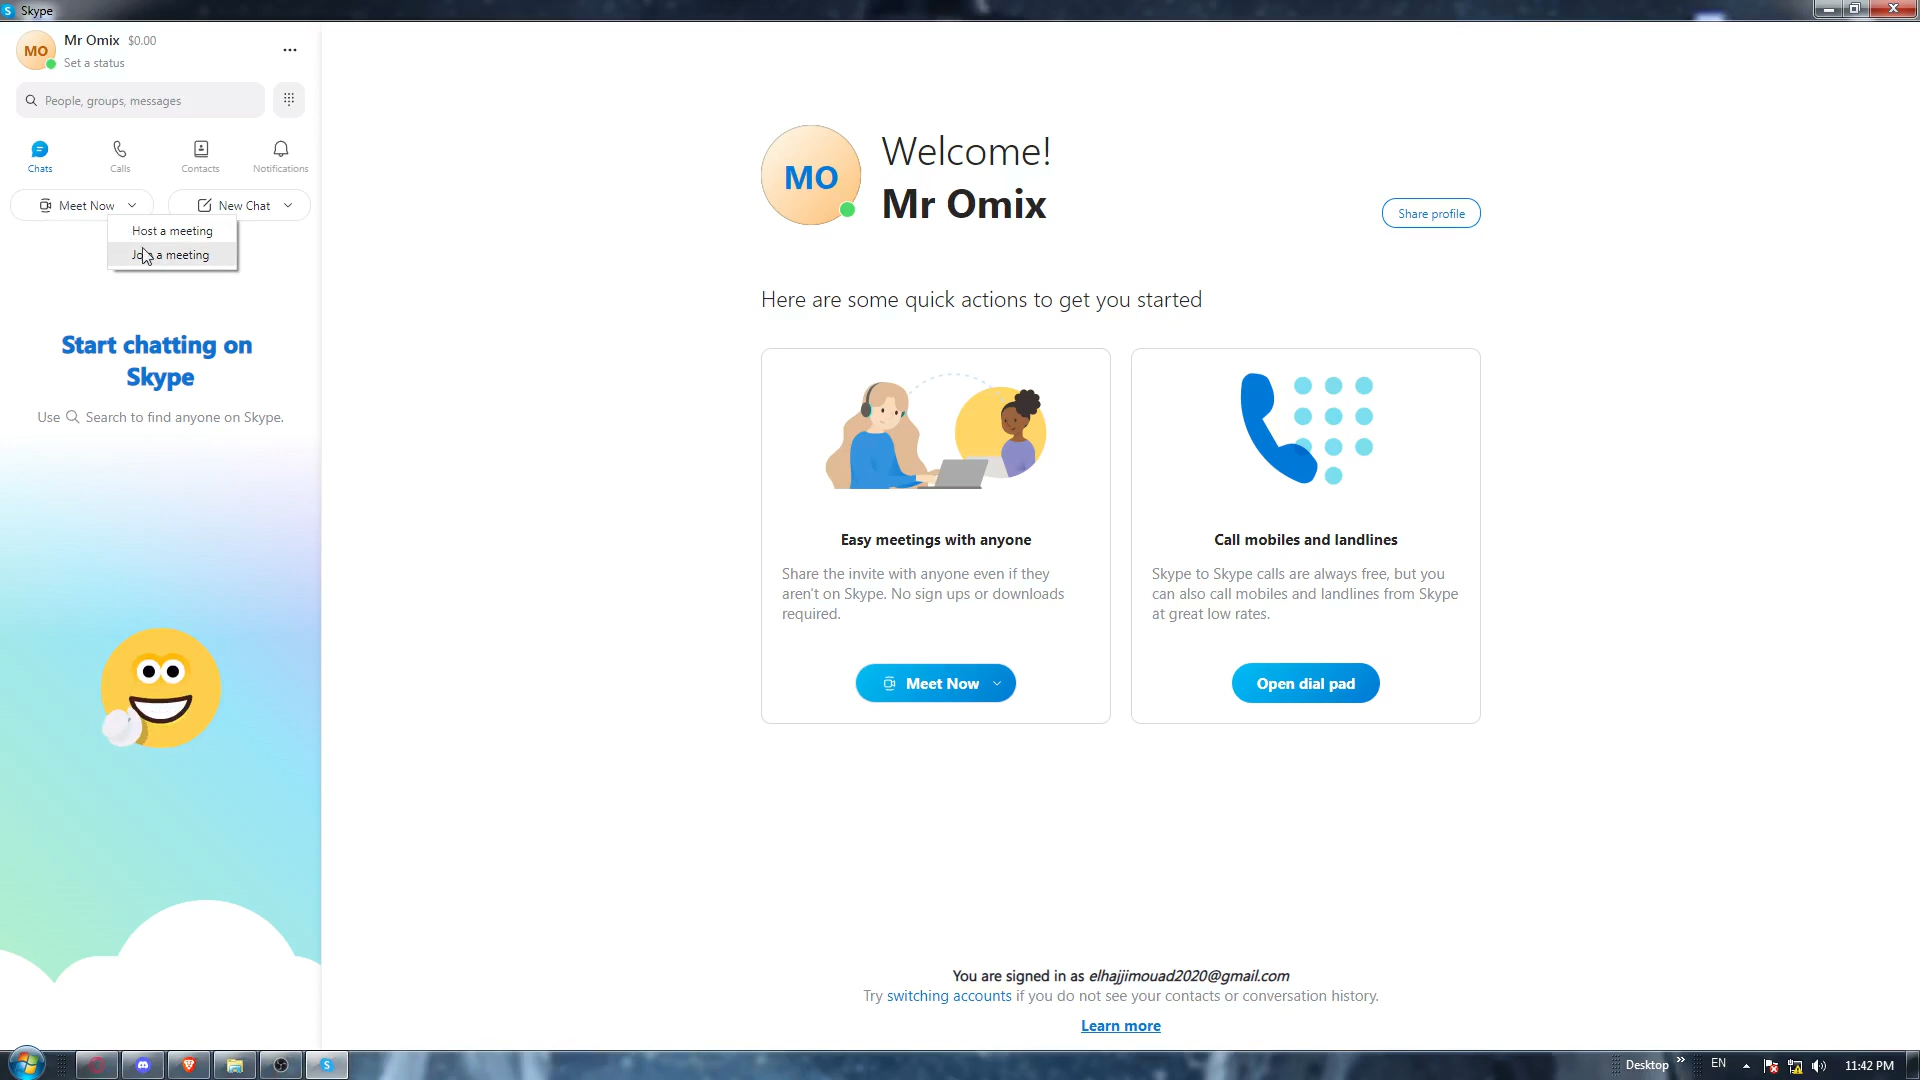 Skype
MO
Mr Omix $0.00
Set a status
People, groups, messages
Chats
Calls
Contacts
Notifications
Meet Now
New Chat
Host a meeting
a meeting
Start chatting on
Skype
Use Search to find anyone on Skype.
MO
Welcome!
Mr Omix
Share profile
Here are some quick actions to get you started
Easy meetings with anyone
Share the invite with anyone even if they
aren't on Skype. No sign ups or downloads
required.
Meet Now
Call mobiles and landlines
Skype to Skype calls are always free, but you
can also call mobiles and landlines from Skype
at great low rates.
Open dial pad
You are signed in as elhajjimouad2020@gmail.com
Try switching accounts if you do not see your contacts or conversation history.
Learn more
Desktop
EN
11:42 PM